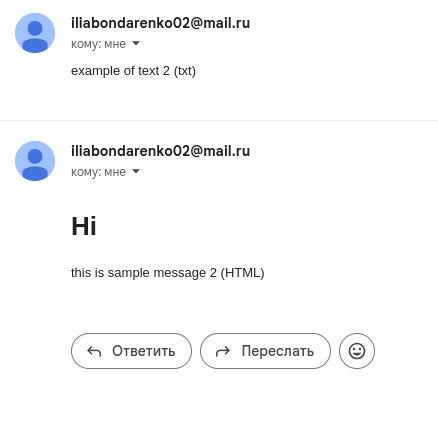 iliabondarenko02@mail.ru
кому: мне
example of text 2 (txt)
iliabondarenko02@mail.ru
кому: мне
Hi
this is sample message 2 (HTML)
Ответить
Переслать